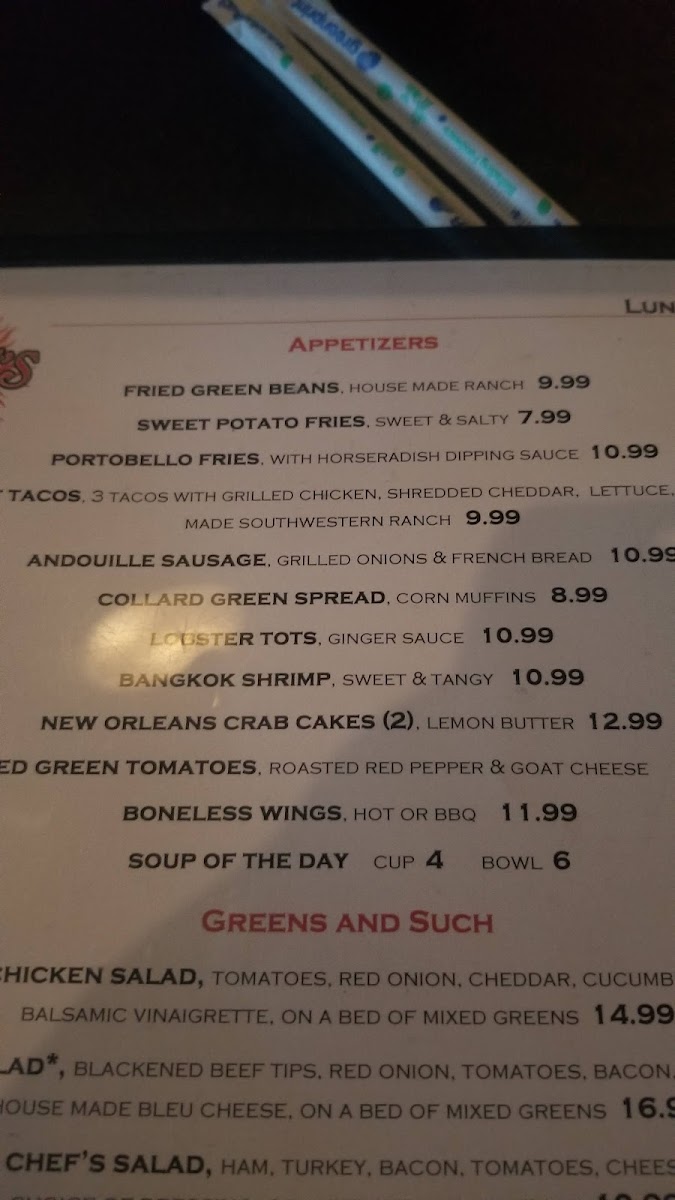 greenprint
LUN
APPETIZERS
FRIED GREEN BEANS, HOUSE MADE RANCH 9.99
SWEET POTATO FRIES, SWEET & SALTY 7.99
PORTOBELLO FRIES, WITH HORSERADISH DIPPING SAUCE 10.99
TACOS, 3 TACOS WITH GRILLED CHICKEN, SHREDDED CHEDDAR, LETTUCE,
MADE SOUTHWESTERN RANCH 9.99
ANDOUILLE SAUSAGE, GRILLED ONIONS & FRENCH BREAD 10.99
COLLARD GREEN SPREAD, CORN MUFFINS 8.99
LOBSTER TOTS, GINGER SAUCE 10.99
BANGKOK SHRIMP, SWEET & TANGY 10.99
NEW ORLEANS CRAB CAKES (2), LEMON BUTTER 12.99
ED GREEN TOMATOES, ROASTED RED PEPPER & GOAT CHEESE
BONELESS WINGS, HOT OR BBQ 11.99
SOUP OF THE DAY CUP 4 BOWL 6
GREENS AND SUCH
CHICKEN SALAD, TOMATOES, RED ONION, CHEDDAR, CUCUMB
BALSAMIC VINAIGRETTE, ON A BED OF MIXED GREENS 14.99
LAD*, BLACKENED BEEF TIPS, RED ONION, TOMATOES, BACON,
HOUSE MADE BLEU CHEESE, ON A BED OF MIXED GREENS 16.9
CHEF'S SALAD, HAM, TURKEY, BACON, TOMATOES, CHEES